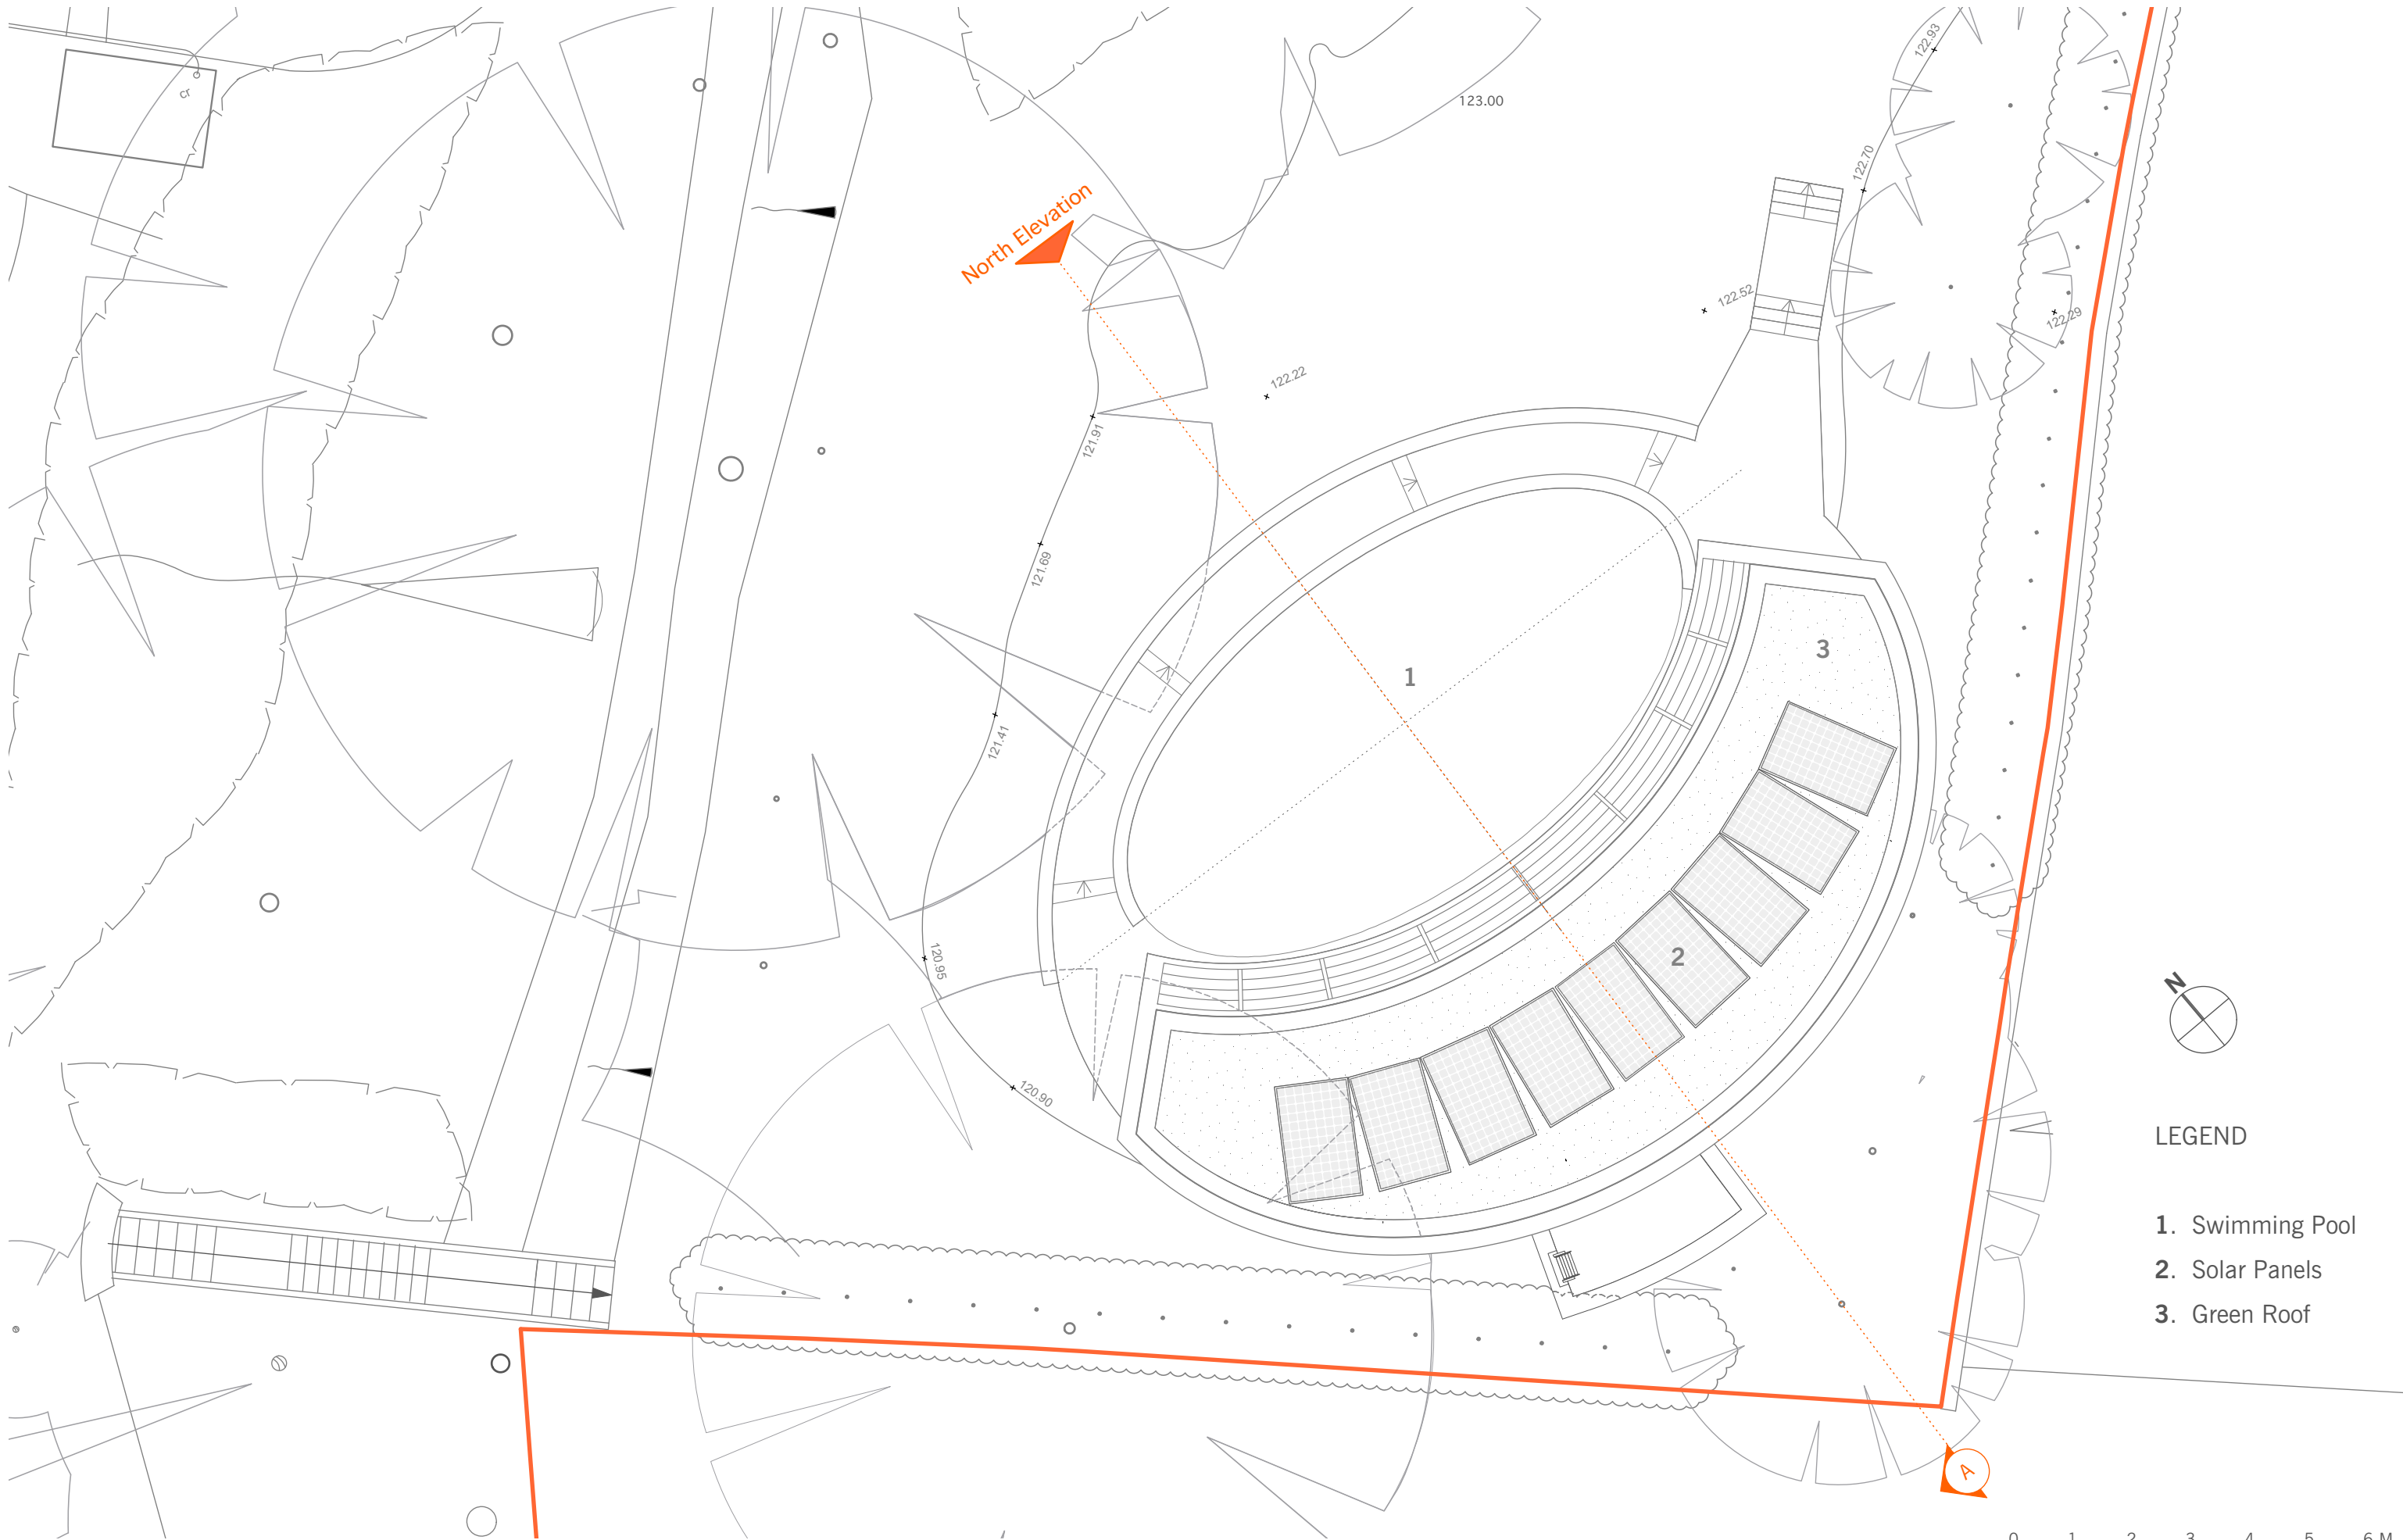 122.93
cr
123.00
122.70
North Elevation
122.52
122.29
122.22
121.91
121.69
3
1
121.41
2
120.95
N
120.90
LEGEND
1. Swimming Pool
2. Solar Panels
3. Green Roof
A
0 1 2 3 4 5 6 M